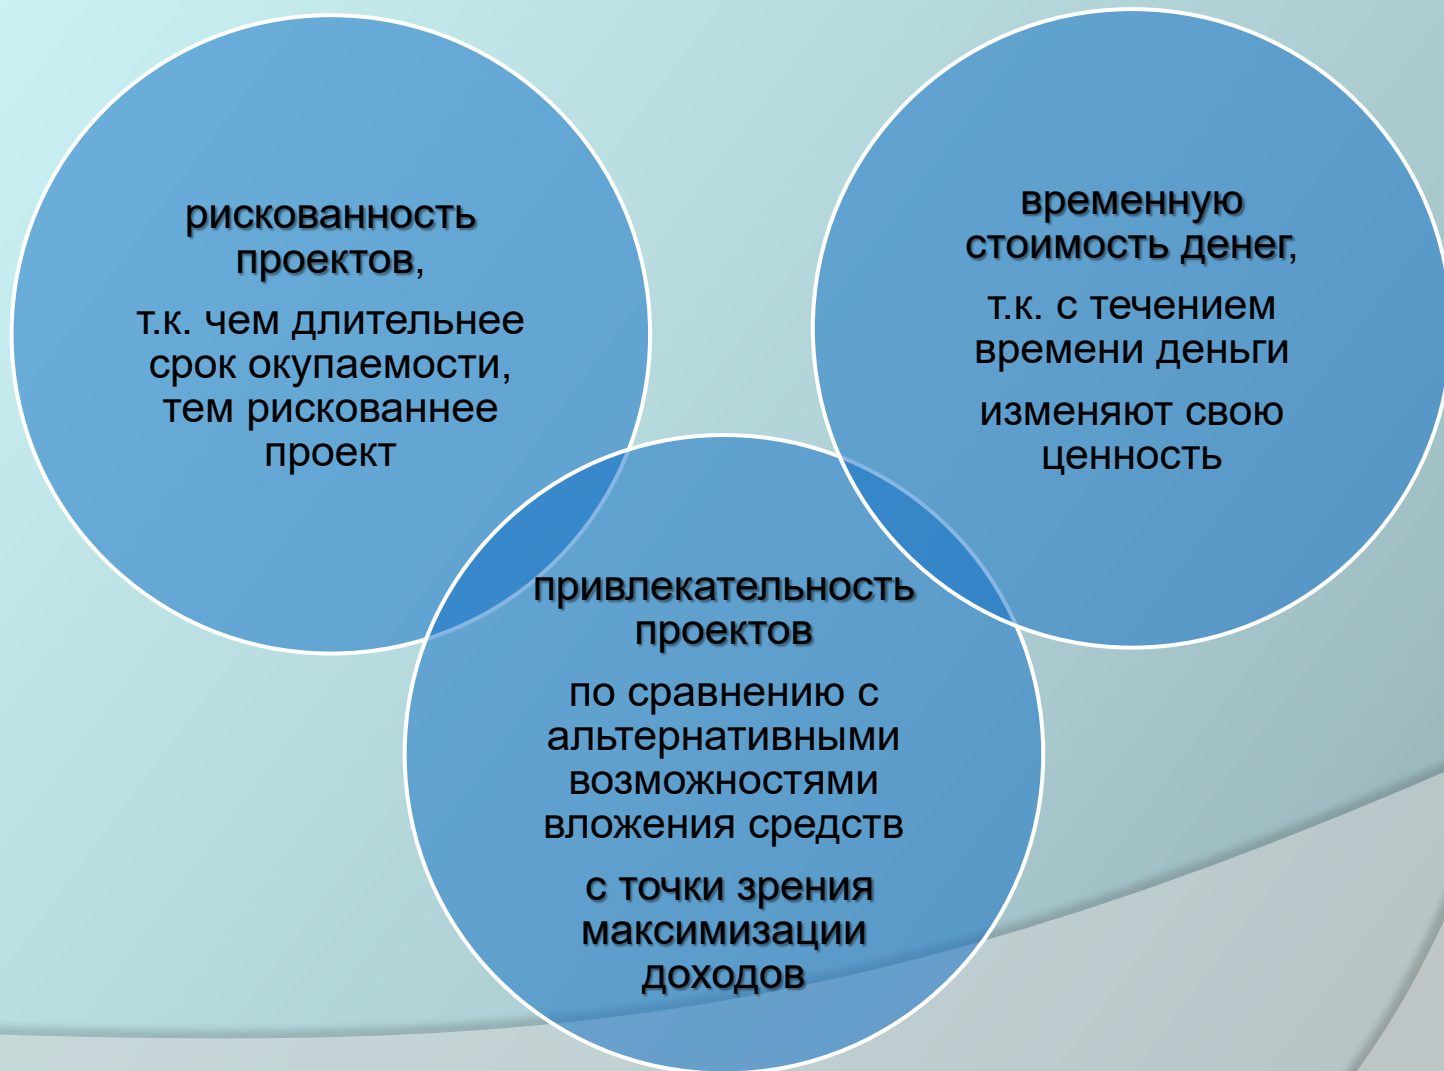 рискованность
проектов,
т.к. чем длительнее
срок окупаемости,
тем рискованнее
проект
временную
стоимость денег,
т.к. с течением
времени деньги
изменяют свою
ценность
привлекательность
проектов
по сравнению с
альтернативными
возможностями
вложения средств
с точки зрения
максимизации
доходов